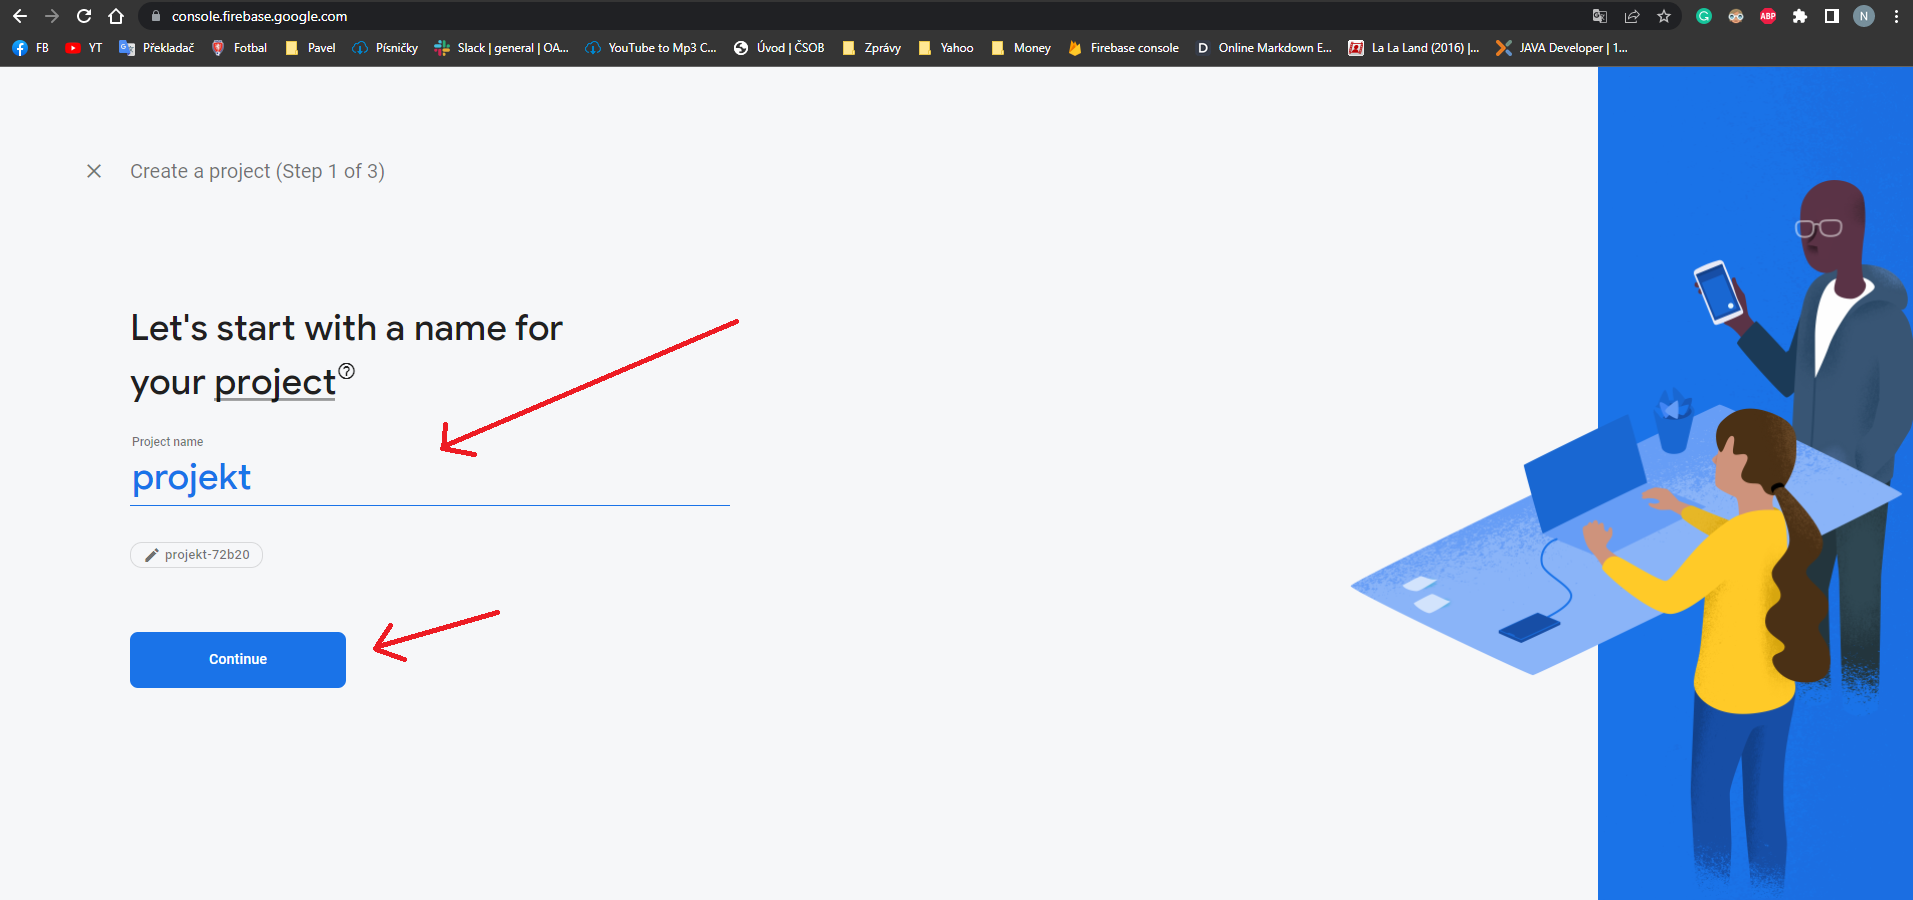 console.firebase.google.com
FB YT Překladač Fotbal Pavel Písničky Slack | general | OA... YouTube to Mp3 C... Úvod | ČSOB Zprávy Yahoo Money Firebase console D Online Markdown E... La La Land (2016) |... JAVA Developer | 1...
G ABP N
Create a project (Step 1 of 3)
Let's start with a name for
your project
Project name
projekt
projekt-72b20
Continue